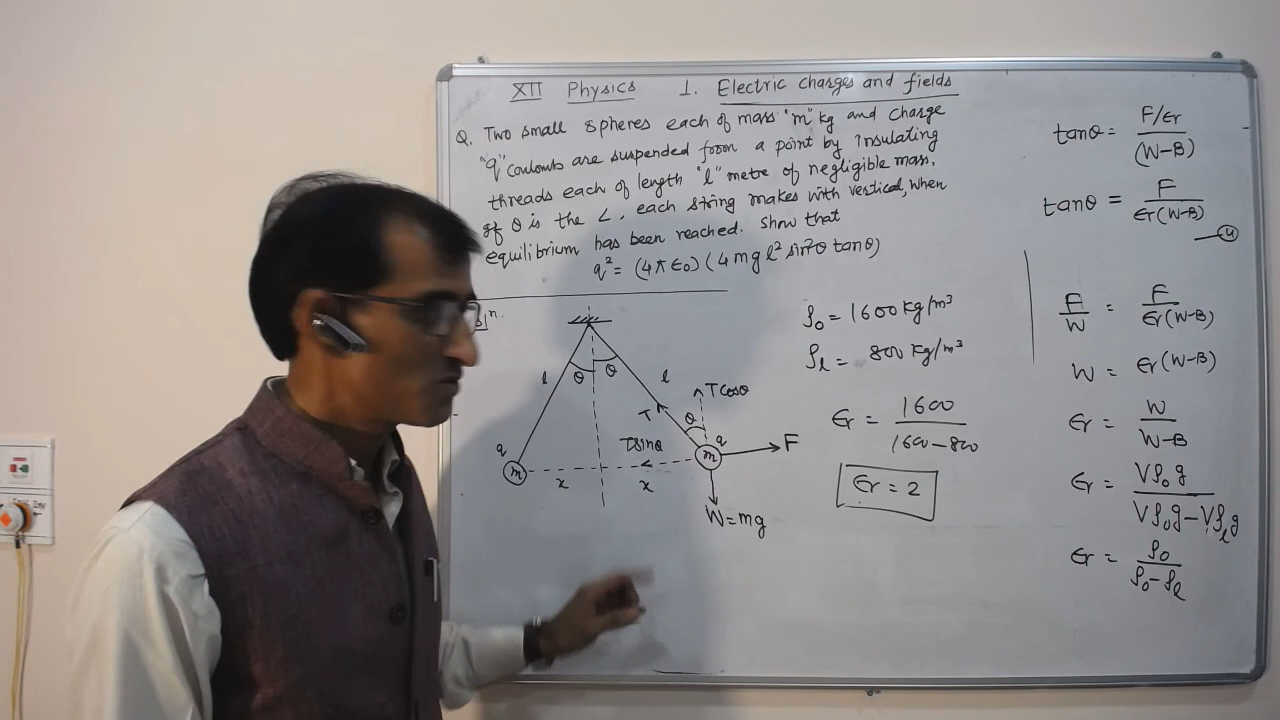 XII Physics 1. Electric charges and fields
Q. Two small spheres each of mass "m" kg and charge
"q" coulombs are suspended from a point by insulating
threads each of length "l" metre of negligible mass.
If θ is the ∠, each string makes with vertical, when
equilibrium has been reached. Show that
q² = (4π ϵ₀) (4 mg l² sin²θ tanθ)
n.
θ θ
l l
T Cosθ
T θ
q q
Tsinθ
m m F
x x
W = mg
ρ₀ = 1600 kg/m³
ρl = 800 kg/m³
ϵr = 1600 / 1600 - 800
ϵr = 2
tanθ = F/ϵr / (W-B)
tanθ = F / ϵr (W-B)
4
F/W = F / ϵr (W-B)
W = ϵr (W-B)
ϵr = W / W-B
ϵr = Vρ₀g / Vρ₀g - Vρlg
ϵr = ρ₀ / ρ₀ - ρl